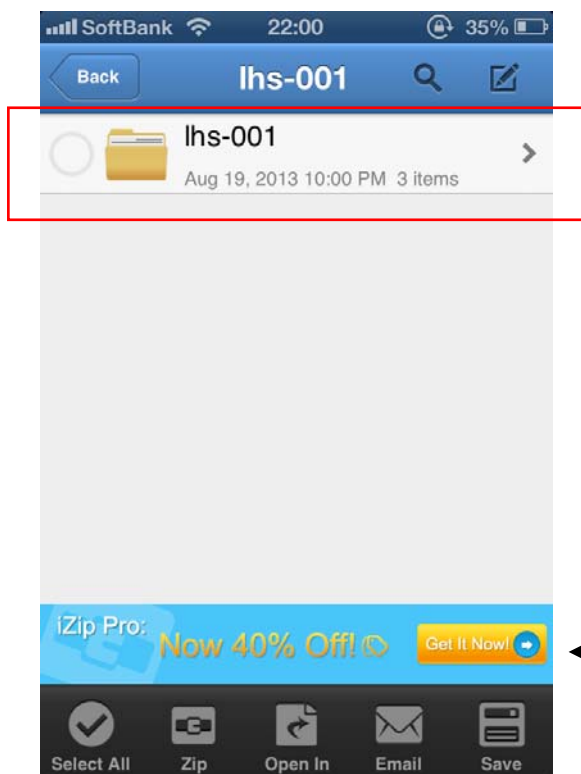 SoftBank 22:00 35%
Back lhs-001
lhs-001
Aug 19, 2013 10:00 PM 3 items
iZip Pro:
Now 40% Off!
Get It Now!
Select All Zip Open In Email Save